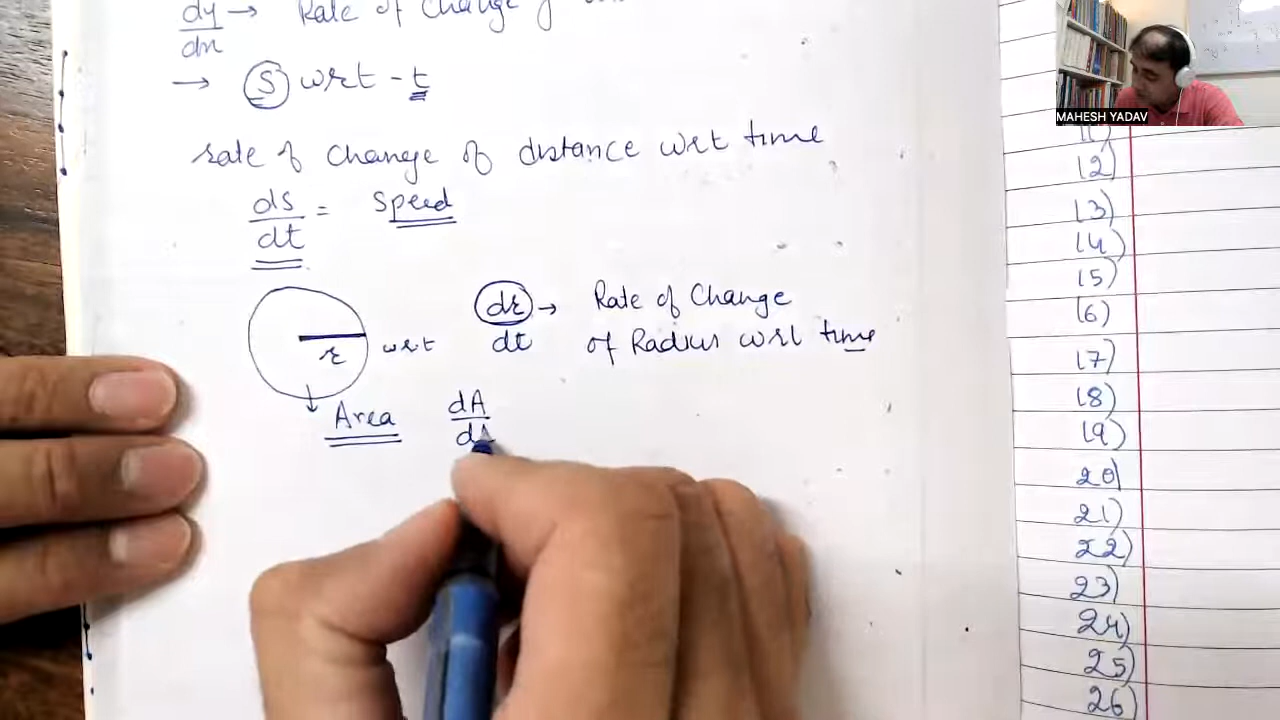 dy → Rate of Change
dx
→ S wrt - t
rate of Change of distance wrt time
ds = Speed
dt
r wrt
dr → Rate of Change
dt of Radius wrt time
Area dA
MAHESH YADAV
12)
13)
14)
15)
16)
17)
18)
19)
20)
21)
22)
23)
24)
25)
26)